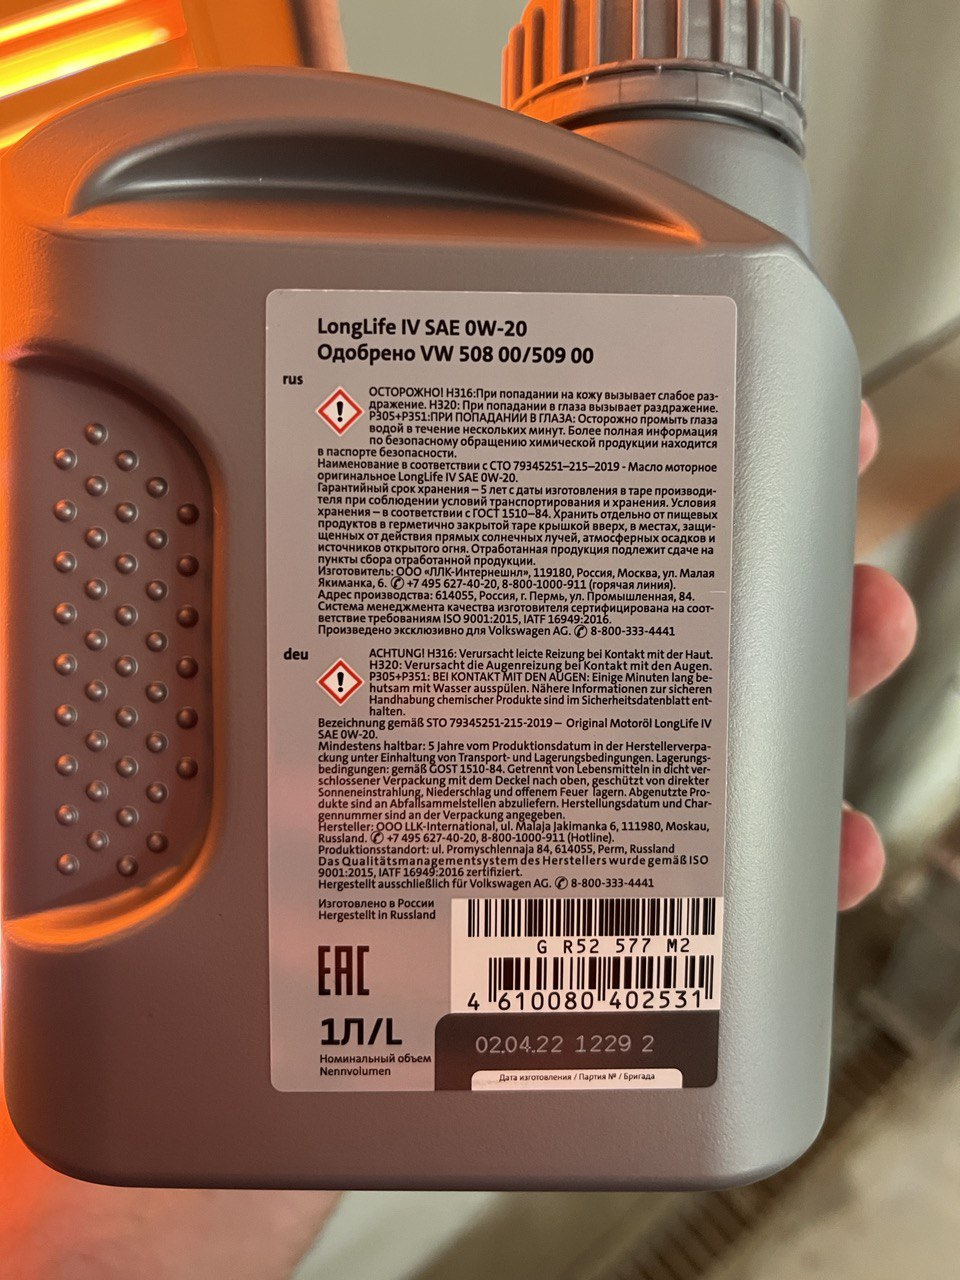 LongLife IV SAE 0W-20
Одобрено VW 508 00/509 00
rus
ОСТОРОЖНО! H316:При попадании на кожу вызывает слабое раз-
дражение. H320: При попадании в глаза вызывает раздражение.
P305+P351:ПРИ ПОПАДАНИИ В ГЛАЗА: Осторожно промыть глаза
водой в течение нескольких минут. Более полная информация
по безопасному обращению химической продукции находится
в паспорте безопасности.
Наименование в соответствии с СТО 79345251–215–2019 - Масло моторное
оригинальное LongLife IV SAE 0W-20.
Гарантийный срок хранения – 5 лет с даты изготовления в таре производи-
теля при соблюдении условий транспортирования и хранения. Условия
хранения – в соответствии с ГОСТ 1510–84. Хранить отдельно от пищевых
продуктов в герметично закрытой таре крышкой вверх, в местах, защи-
щенных от действия прямых солнечных лучей, атмосферных осадков и
источников открытого огня. Отработанная продукция подлежит сдаче на
пункты сбора отработанной продукции.
Изготовитель: ООО «ЛЛК-Интернешнл», 119180, Россия, Москва, ул. Малая
Якиманка, 6. ✆ +7 495 627-40-20, 8-800-1000-911 (горячая линия).
Адрес производства: 614055, Россия, г. Пермь, ул. Промышленная, 84.
Система менеджмента качества изготовителя сертифицирована на соот-
ветствие требованиям ISO 9001:2015, IATF 16949:2016.
Произведено эксклюзивно для Volkswagen AG. ✆ 8-800-333-4441
deu
ACHTUNG! H316: Verursacht leicte Reizung bei Kontakt mit der Haut.
H320: Verursacht die Augenreizung bei Kontakt mit den Augen.
P305+P351: BEI KONTAKT MIT DEN AUGEN: Einige Minuten lang be-
hutsam mit Wasser ausspülen. Nähere Informationen zur sicheren
Handhabung chemischer Produkte sind im Sicherheitsdatenblatt ent-
halten.
Bezeichnung gemäß STO 79345251-215-2019 – Original Motoröl LongLife IV
SAE 0W-20.
Mindestens haltbar: 5 Jahre vom Produktionsdatum in der Herstellerverpa-
ckung unter Einhaltung von Transport- und Lagerungsbedingungen. Lagerungs-
bedingungen: gemäß GOST 1510-84. Getrennt von Lebensmitteln in dicht ver-
schlossener Verpackung mit dem Deckel nach oben, geschützt von direkter
Sonneneinstrahlung, Niederschlag und offenem Feuer lagern. Abgenutzte Pro-
dukte sind an Abfallsammelstellen abzuliefern. Herstellungsdatum und Char-
gennummer sind an der Verpackung angegeben.
Hersteller: OOO LLK-International, ul. Malaja Jakimanka 6, 111980, Moskau,
Russland. ✆ +7 495 627-40-20, 8-800-1000-911 (Hotline).
Produktionsstandort: ul. Promyschlennaja 84, 614055, Perm, Russland
Das Qualitätsmanagementsystem des Herstellers wurde gemäß ISO
9001:2015, IATF 16949:2016 zertifiziert.
Hergestellt ausschließlich für Volkswagen AG. ✆ 8-800-333-4441
Изготовлено в России
Hergestellt in Russland
G R52 577 M2
4 610080 402531
EAC
1Л/L
Номинальный объем
Nennvolumen
02.04.22 1229 2
Дата изготовления / Партия № / Бригада